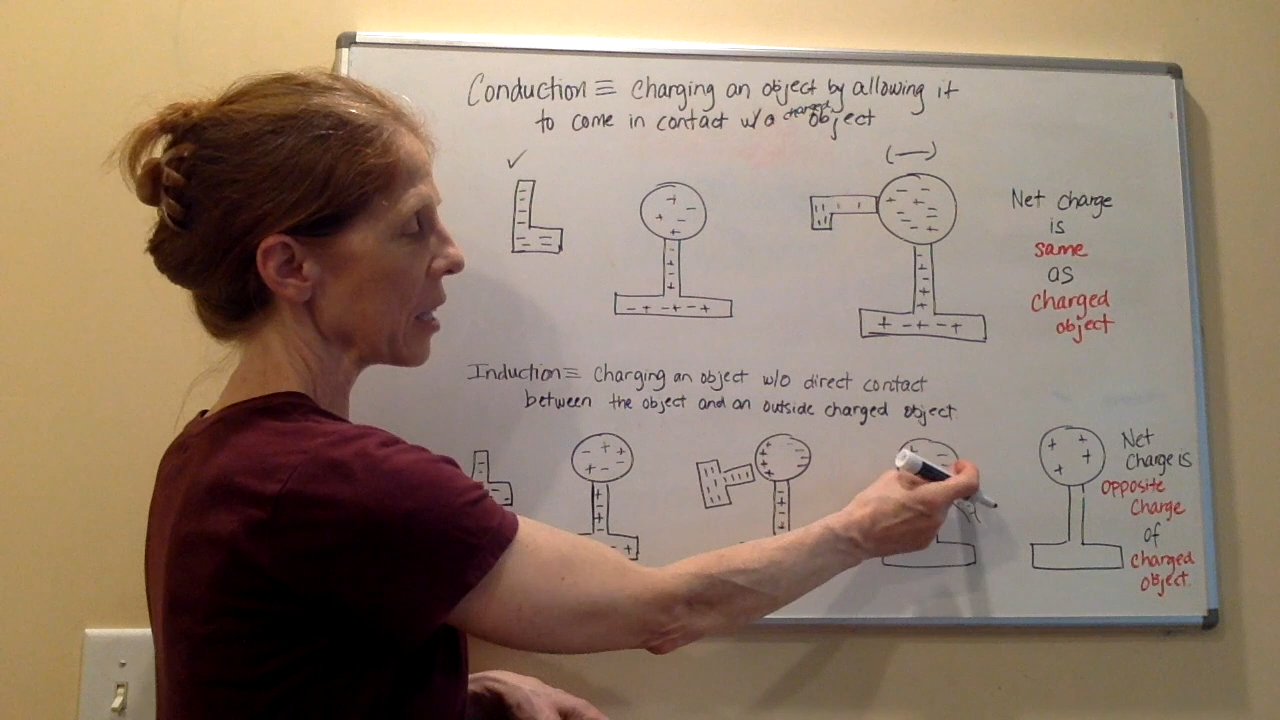 Conduction ≡ charging an object by allowing it
to come in contact w/a charged object
✓
(—)
Net charge
is
same
as
charged
object
Induction ≡ charging an object w/o direct contact
between the object and an outside charged object
Net
Charge is
opposite
Charge
of
charged
object.